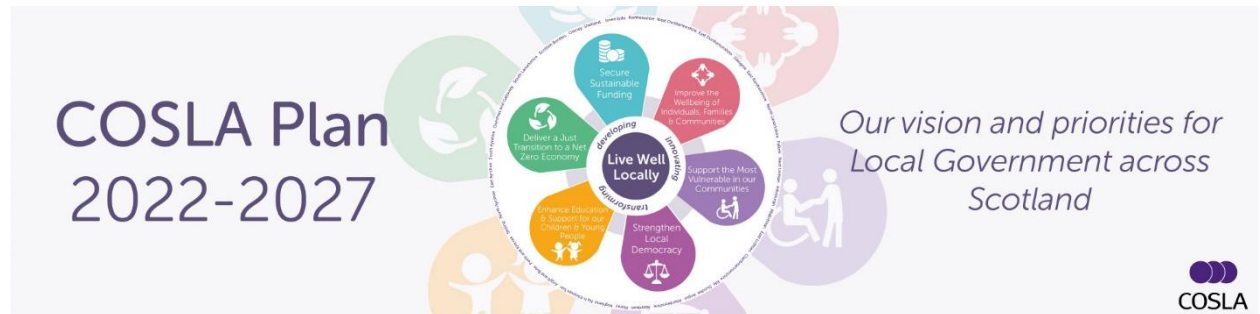 COSLA Plan
2022-2027
Secure
Sustainable
Funding
Improve the
Wellbeing of
Individuals, Families
& Communities
Support the Most
Vulnerable in our
Communities
Strengthen
Local
Democracy
Enhance Education
& Support for our
Children & Young
People
Deliver a Just
Transition to a Net
Zero Economy
developing
innovating
transforming
Live Well
Locally
Our vision and priorities for
Local Government across
Scotland
COSLA